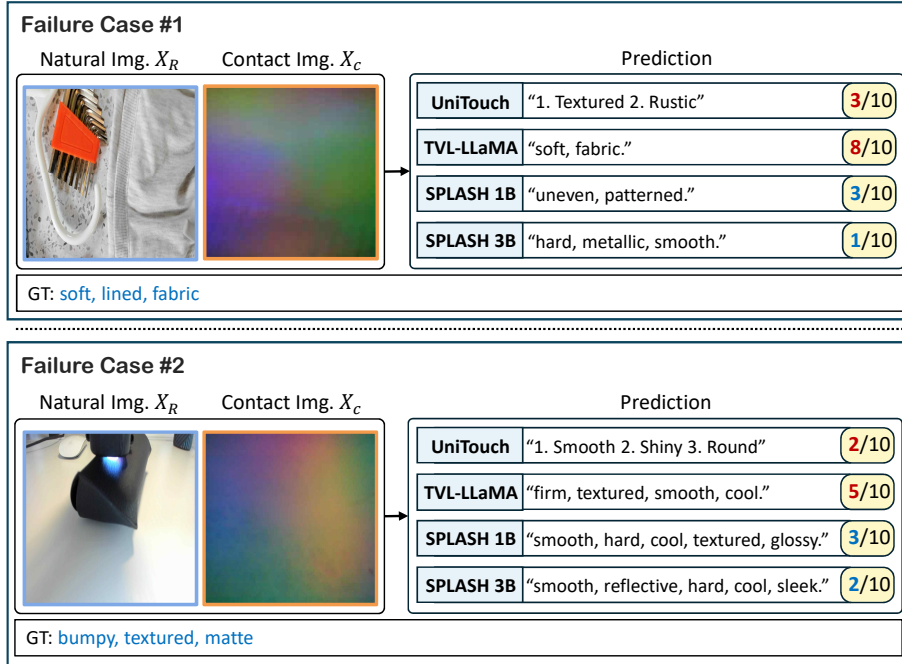 Failure Case #1
Natural Img. X_R Contact Img. X_c Prediction
UniTouch "1. Textured 2. Rustic" 3/10
TVL-LLaMA "soft, fabric." 8/10
SPLASH 1B "uneven, patterned." 3/10
SPLASH 3B "hard, metallic, smooth." 1/10
GT: soft, lined, fabric
Failure Case #2
Natural Img. X_R Contact Img. X_c Prediction
UniTouch "1. Smooth 2. Shiny 3. Round" 2/10
TVL-LLaMA "firm, textured, smooth, cool." 5/10
SPLASH 1B "smooth, hard, cool, textured, glossy." 3/10
SPLASH 3B "smooth, reflective, hard, cool, sleek." 2/10
GT: bumpy, textured, matte